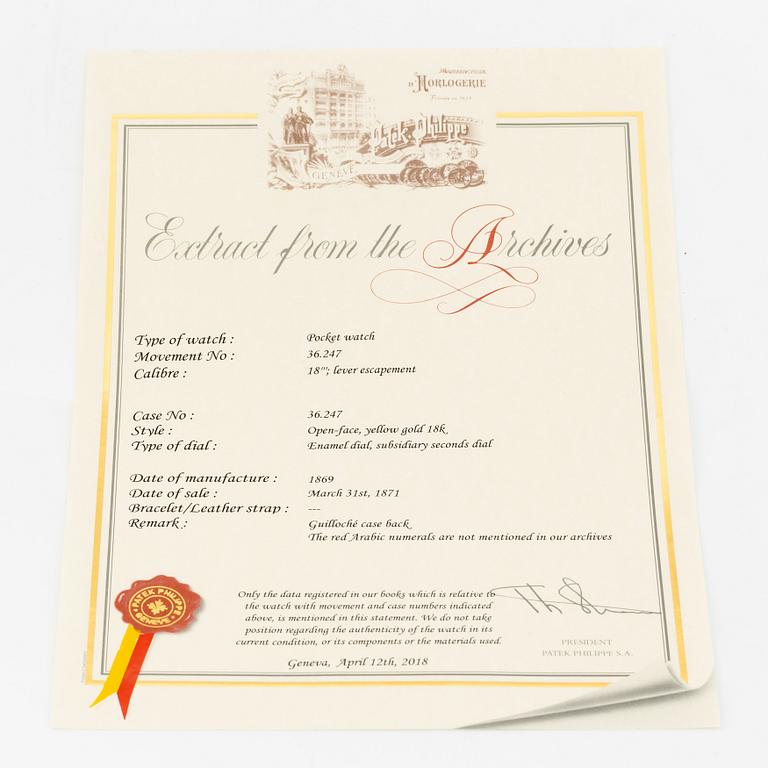 D'HORLOGERIE
Patek Philippe
GENEVE
Extract from the Archives
Type of watch : Pocket watch
Movement No : 36.247
Calibre : 18'''; lever escapement
Case No : 36.247
Style : Open-face, yellow gold 18k
Type of dial : Enamel dial, subsidiary seconds dial
Date of manufacture : 1869
Date of sale : March 31st, 1871
Bracelet/Leather strap : ---
Remark : Guilloché case back
The red Arabic numerals are not mentioned in our archives
Only the data registered in our books which is relative to
the watch with movement and case numbers indicated
above, is mentioned in this statement. We do not take
position regarding the authenticity of the watch in its
current condition, or its components or the materials used.
Geneva, April 12th, 2018
PATEK PHILIPPE
GENEVE
PRESIDENT
PATEK PHILIPPE S.A.